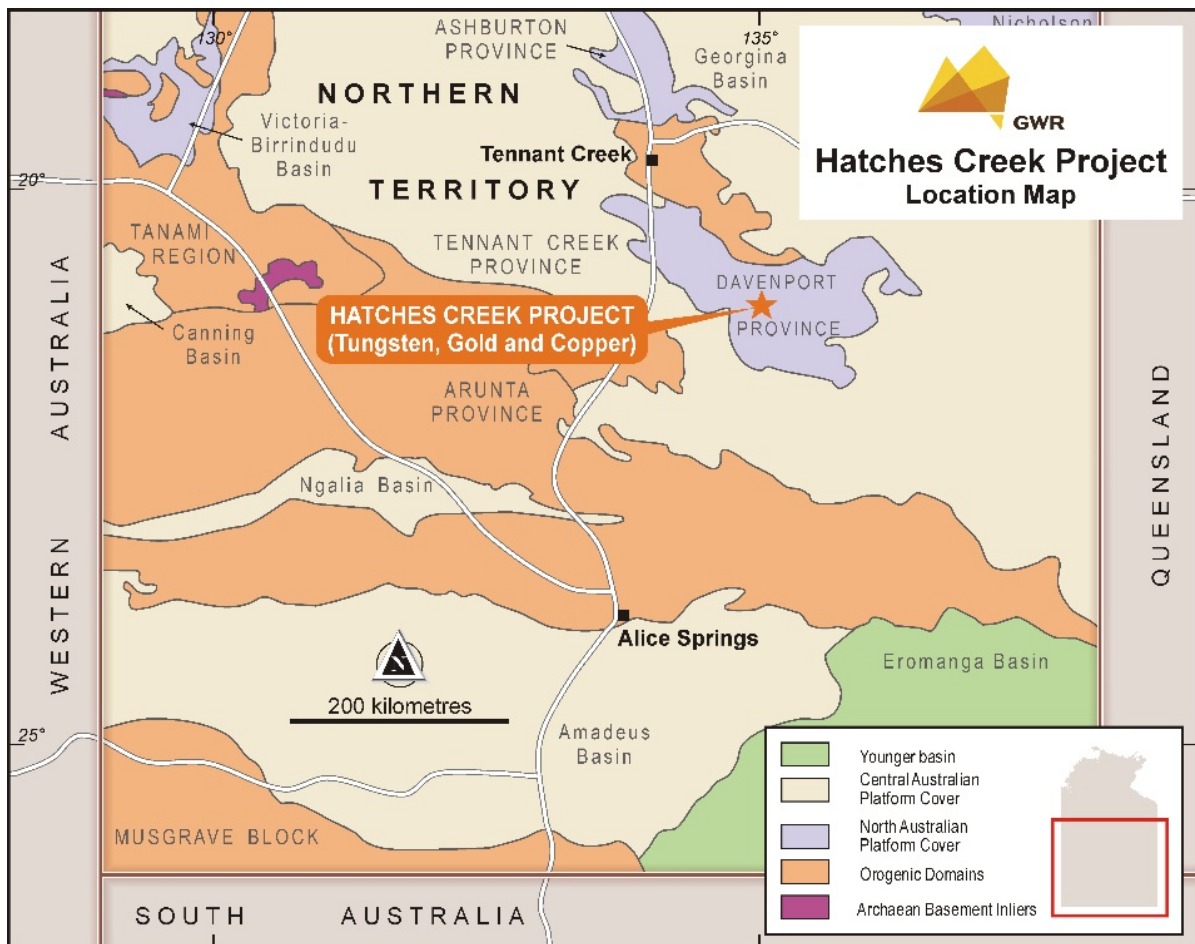 130°
ASHBURTON
PROVINCE
135°
Nicholson
Georgina
Basin
NORTHERN
TERRITORY
Victoria-
Birrindudu
Basin
GWR
Hatches Creek Project
Location Map
Tennant Creek
20°
TANAMI
REGION
TENNANT CREEK
PROVINCE
DAVENPORT
PROVINCE
HATCHES CREEK PROJECT
(Tungsten, Gold and Copper)
Canning
Basin
ARUNTA
PROVINCE
WESTERN AUSTRALIA
QUEENSLAND
Ngalia Basin
Alice Springs
Eromanga Basin
N
200 kilometres
25°
Amadeus
Basin
MUSGRAVE BLOCK
SOUTH AUSTRALIA
Younger basin
Central Australian
Platform Cover
North Australian
Platform Cover
Orogenic Domains
Archaean Basement Inliers